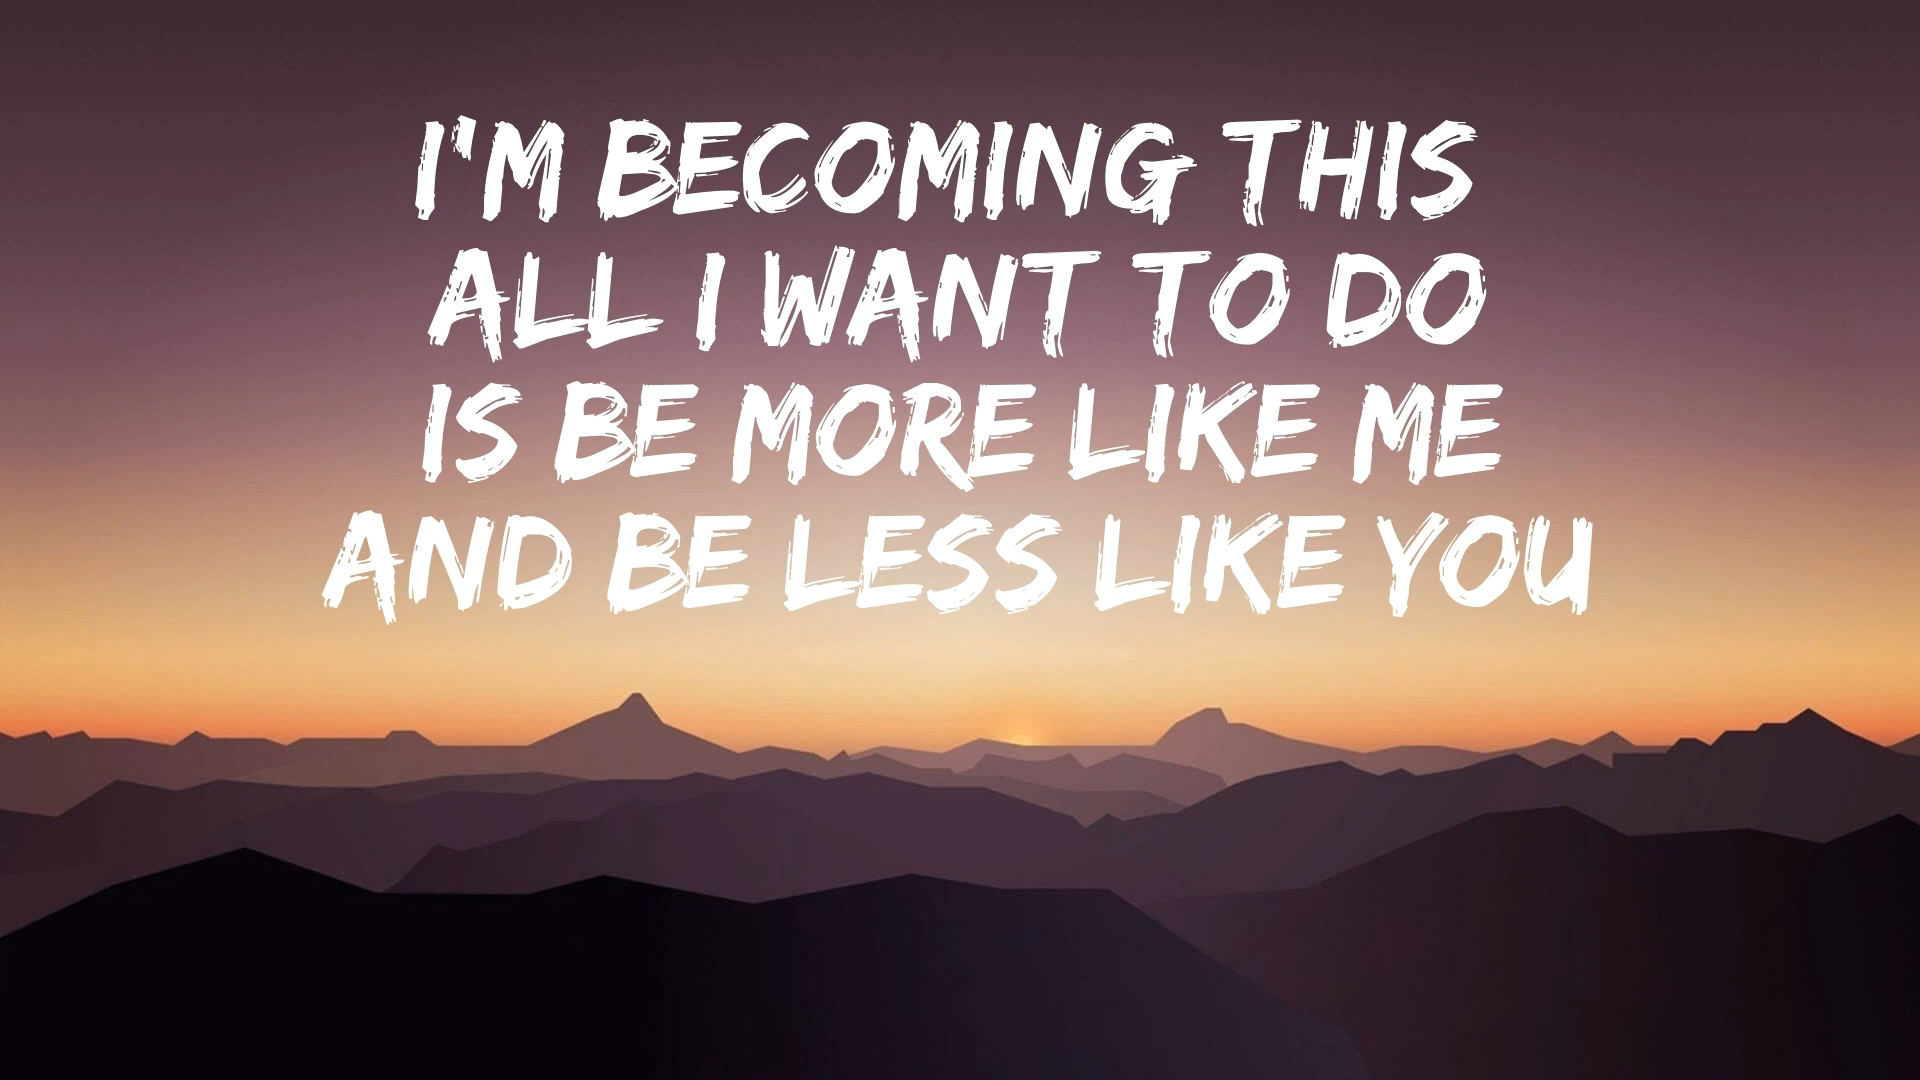 I'M BECOMING THIS
ALL I WANT TO DO
IS BE MORE LIKE ME
AND BE LESS LIKE YOU